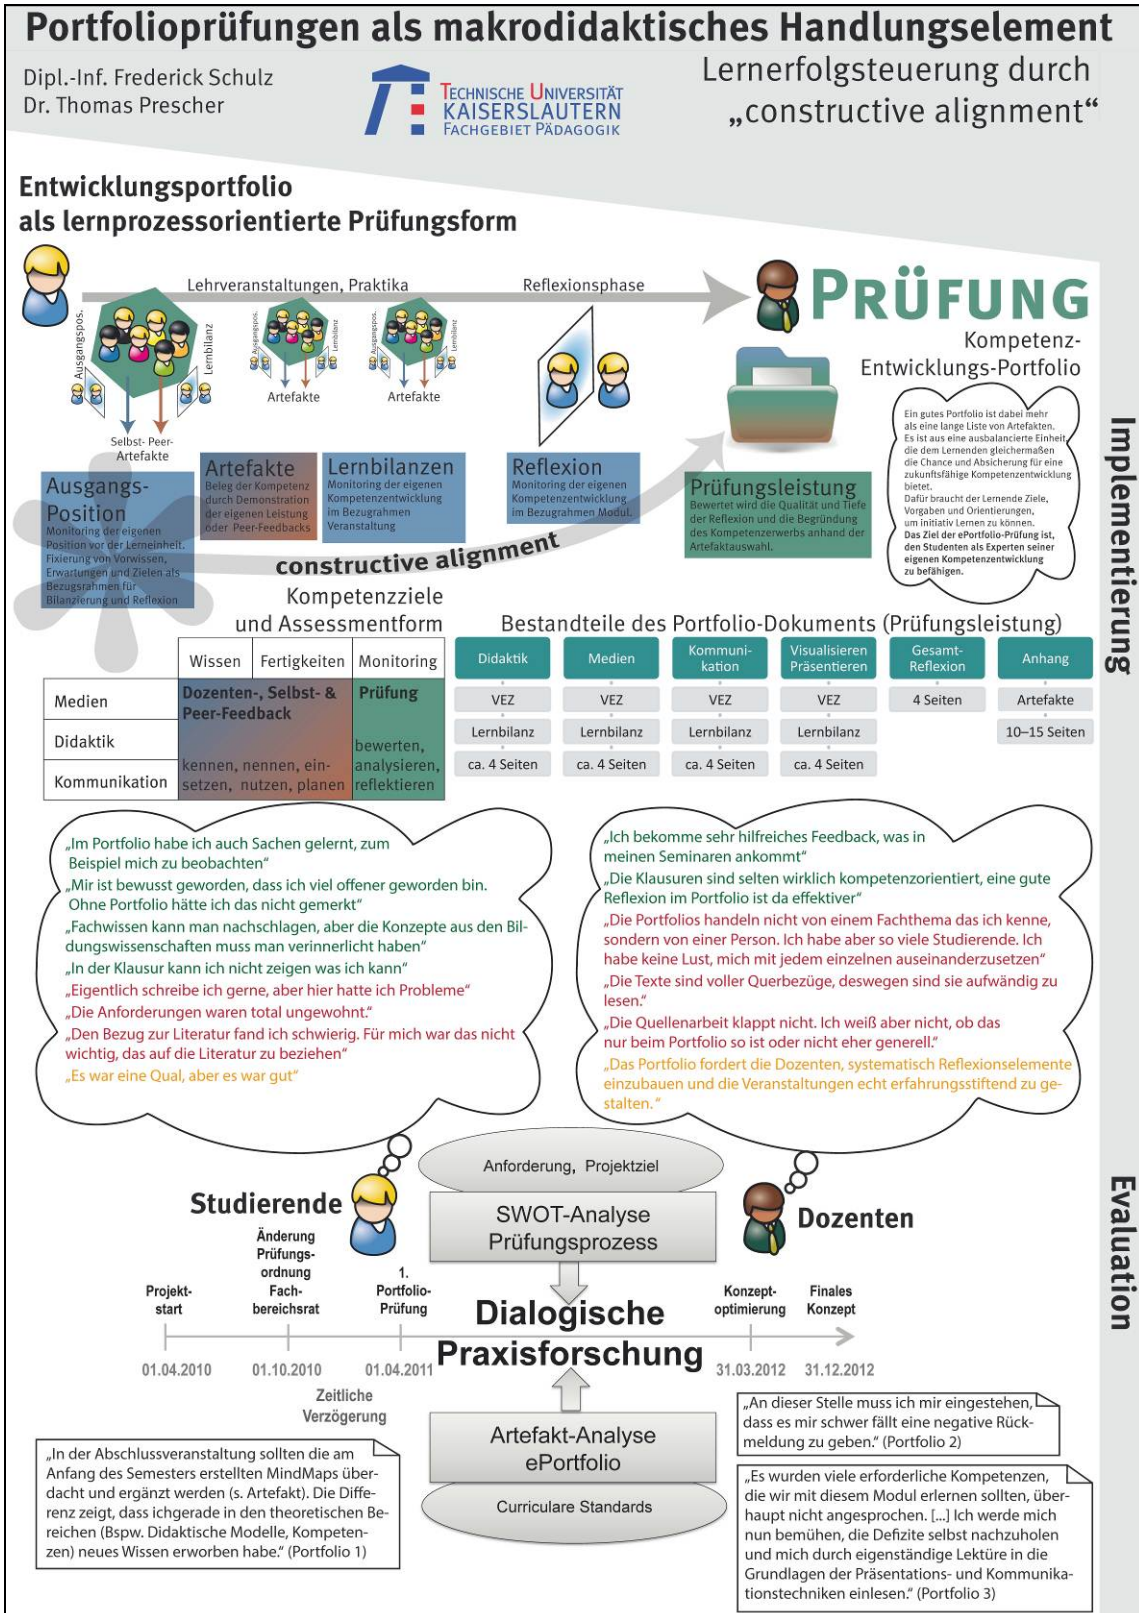 Portfolioprüfungen als makrodidaktisches Handlungselement
Dipl.-Inf. Frederick Schulz
Dr. Thomas Prescher
TECHNISCHE UNIVERSITÄT
KAISERSLAUTERN
FACHGEBIET PÄDAGOGIK
Lernerfolgsteuerung durch
„constructive alignment“
Entwicklungsportfolio
als lernprozessorientierte Prüfungsform
Lehrveranstaltungen, Praktika
Reflexionsphase
PRÜFUNG
Kompetenz-
Entwicklungs-Portfolio
Ausgangspos.
Lernbilanz
Ausgangspos.
Lernbilanz
Ausgangspos.
Lernbilanz
Artefakte
Artefakte
Selbst- Peer-
Artefakte
Ein gutes Portfolio ist dabei mehr
als eine lange Liste von Artefakten.
Es ist aus eine ausbalancierte Einheit,
die dem Lernenden gleichermaßen
die Chance und Absicherung für eine
zukunftsfähige Kompetenzentwicklung
bietet.
Dafür braucht der Lernende Ziele,
Vorgaben und Orientierungen,
um initiativ Lernen zu können.
Das Ziel der ePortfolio-Prüfung ist,
den Studenten als Experten seiner
eigenen Kompetenzentwicklung
zu befähigen.
Implementierung
Ausgangs-
Position
Monitoring der eigenen
Position vor der Lerneinheit.
Fixierung von Vorwissen,
Erwartungen und Zielen als
Bezugsrahmen für
Bilanzierung und Reflexion
Artefakte
Beleg der Kompetenz
durch Demonstration
der eigenen Leistung
oder Peer-Feedbacks
Lernbilanzen
Monitoring der eigenen
Kompetenzentwicklung
im Bezugrahmen
Veranstaltung
Reflexion
Monitoring der eigenen
Kompetenzentwicklung
im Bezugrahmen Modul.
Prüfungsleistung
Bewertet wird die Qualität und Tiefe
der Reflexion und die Begründung
des Kompetenzerwerbs anhand der
Artefaktauswahl.
constructive alignment
Kompetenzziele
und Assessmentform
Wissen Fertigkeiten Monitoring
Medien
Didaktik
Kommunikation
Dozenten-, Selbst- &
Peer-Feedback
kennen, nennen, ein-
setzen, nutzen, planen
Prüfung
bewerten,
analysieren,
reflektieren
Bestandteile des Portfolio-Dokuments (Prüfungsleistung)
Didaktik
VEZ
Lernbilanz
ca. 4 Seiten
Medien
VEZ
Lernbilanz
ca. 4 Seiten
Kommuni-
kation
VEZ
Lernbilanz
ca. 4 Seiten
Visualisieren
Präsentieren
VEZ
Lernbilanz
ca. 4 Seiten
Gesamt-
Reflexion
4 Seiten
Anhang
Artefakte
10–15 Seiten
„Im Portfolio habe ich auch Sachen gelernt, zum
Beispiel mich zu beobachten“
„Mir ist bewusst geworden, dass ich viel offener geworden bin.
Ohne Portfolio hätte ich das nicht gemerkt“
„Fachwissen kann man nachschlagen, aber die Konzepte aus den Bil-
dungswissenschaften muss man verinnerlicht haben“
„In der Klausur kann ich nicht zeigen was ich kann“
„Eigentlich schreibe ich gerne, aber hier hatte ich Probleme“
„Die Anforderungen waren total ungewohnt.“
„Den Bezug zur Literatur fand ich schwierig. Für mich war das nicht
wichtig, das auf die Literatur zu beziehen“
„Es war eine Qual, aber es war gut“
„Ich bekomme sehr hilfreiches Feedback, was in
meinen Seminaren ankommt“
„Die Klausuren sind selten wirklich kompetenzorientiert, eine gute
Reflexion im Portfolio ist da effektiver“
„Die Portfolios handeln nicht von einem Fachthema das ich kenne,
sondern von einer Person. Ich habe aber so viele Studierende. Ich
habe keine Lust, mich mit jedem einzelnen auseinanderzusetzen“
„Die Texte sind voller Querbezüge, deswegen sind sie aufwändig zu
lesen.“
„Die Quellenarbeit klappt nicht. Ich weiß aber nicht, ob das
nur beim Portfolio so ist oder nicht eher generell.“
„Das Portfolio fordert die Dozenten, systematisch Reflexionselemente
einzubauen und die Veranstaltungen echt erfahrungsstiftend zu ge-
stalten. “
Evaluation
Studierende
Dozenten
Anforderung, Projektziel
SWOT-Analyse
Prüfungsprozess
Dialogische
Praxisforschung
Artefakt-Analyse
ePortfolio
Curriculare Standards
Projekt-
start
01.04.2010
Änderung
Prüfungs-
ordnung
Fach-
bereichsrat
01.10.2010
1.
Portfolio-
Prüfung
01.04.2011
Zeitliche
Verzögerung
Konzept-
optimierung
31.03.2012
Finales
Konzept
31.12.2012
„In der Abschlussveranstaltung sollten die am
Anfang des Semesters erstellten MindMaps über-
dacht und ergänzt werden (s. Artefakt). Die Diffe-
renz zeigt, dass ichgerade in den theoretischen Be-
reichen (Bspw. Didaktische Modelle, Kompeten-
zen) neues Wissen erworben habe.“ (Portfolio 1)
„An dieser Stelle muss ich mir eingestehen,
dass es mir schwer fällt eine negative Rück-
meldung zu geben.“ (Portfolio 2)
„Es wurden viele erforderliche Kompetenzen,
die wir mit diesem Modul erlernen sollten, über-
haupt nicht angesprochen. [...] Ich werde mich
nun bemühen, die Defizite selbst nachzuholen
und mich durch eigenständige Lektüre in die
Grundlagen der Präsentations- und Kommunika-
tionstechniken einlesen.“ (Portfolio 3)